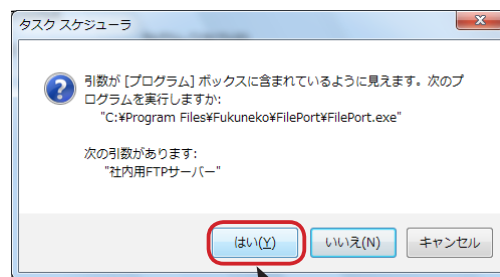 タスク スケジューラ
引数が [プログラム] ボックスに含まれているように見えます。次のプ
ログラムを実行しますか:
"C:¥Program Files¥Fukuneko¥FilePort¥FilePort.exe"
次の引数があります:
"社内用FTPサーバー"
はい(Y) いいえ(N) キャンセル